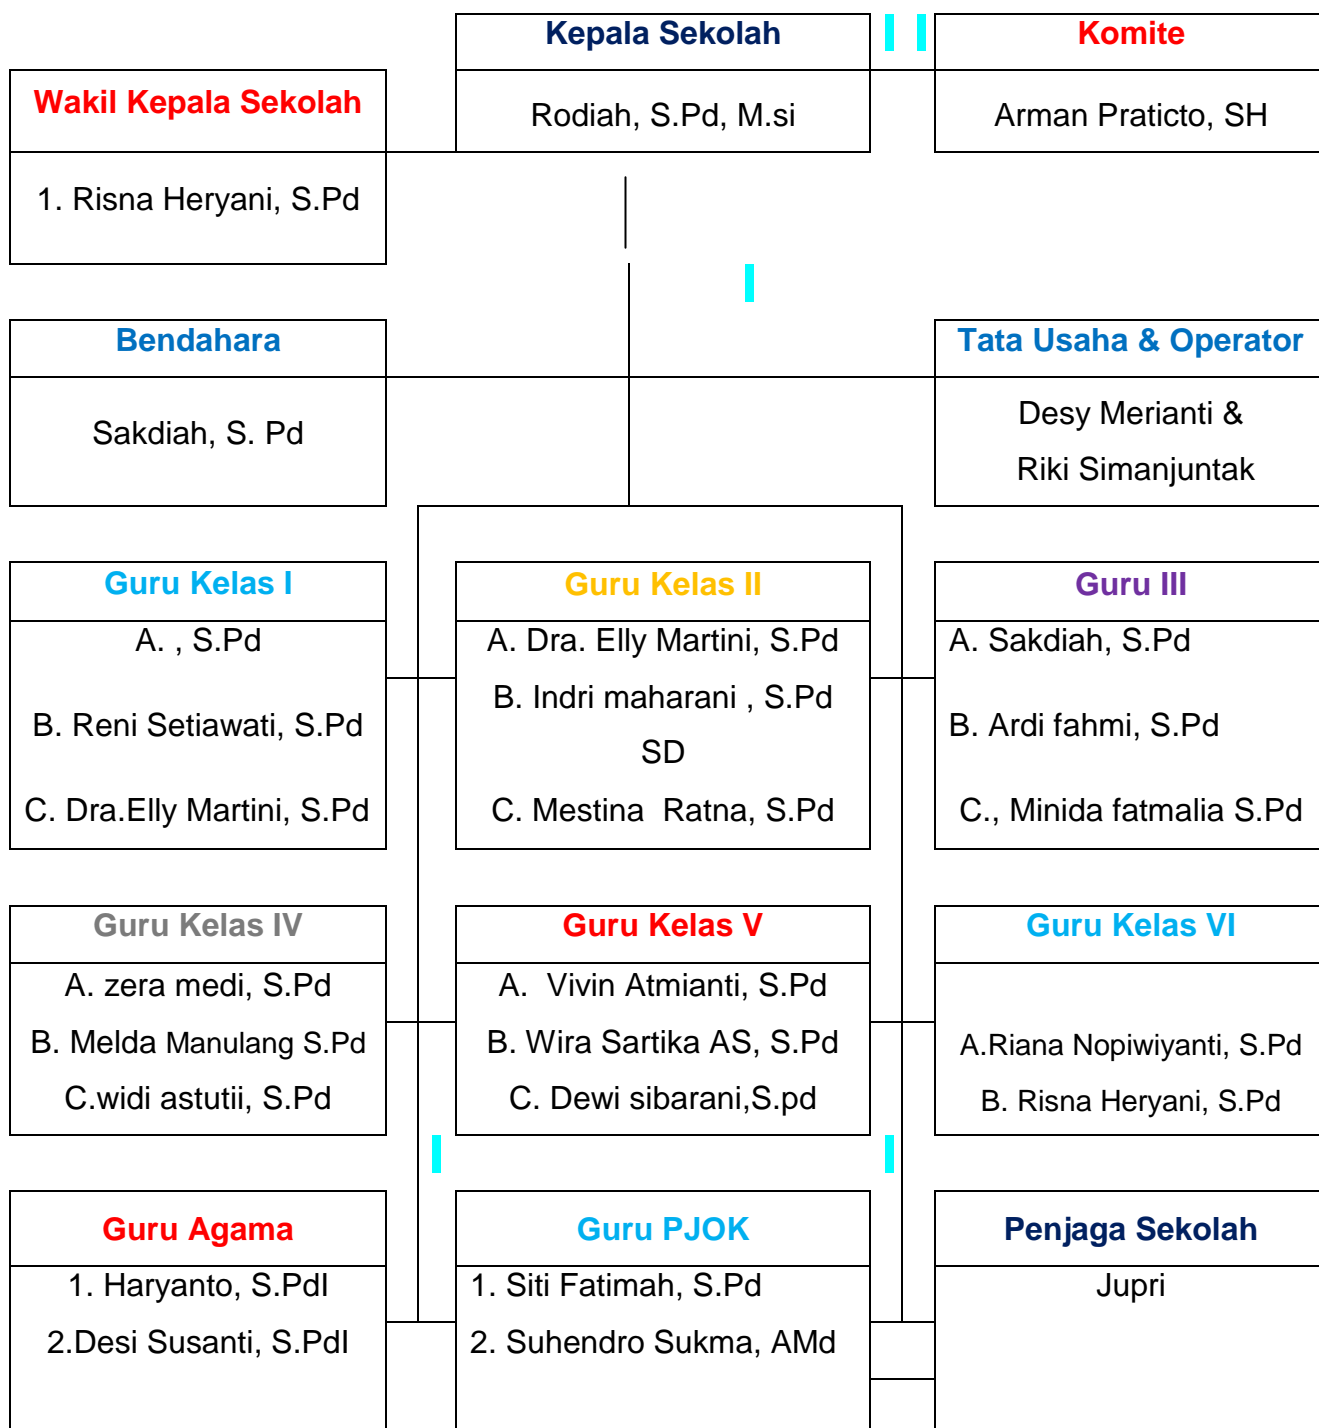 Kepala Sekolah
Komite
Wakil Kepala Sekolah
Rodiah, S.Pd, M.si
Arman Praticto, SH
1. Risna Heryani, S.Pd
Bendahara
Tata Usaha & Operator
Sakdiah, S. Pd
Desy Merianti &
Riki Simanjuntak
Guru Kelas I
A. , S.Pd
B. Reni Setiawati, S.Pd
C. Dra.Elly Martini, S.Pd
Guru Kelas II
A. Dra. Elly Martini, S.Pd
B. Indri maharani , S.Pd
SD
C. Mestina  Ratna, S.Pd
Guru III
A. Sakdiah, S.Pd
B. Ardi fahmi, S.Pd
C., Minida fatmalia S.Pd
Guru Kelas IV
A. zera medi, S.Pd
B. Melda Manulang S.Pd
C.widi astutii, S.Pd
Guru Kelas V
A.  Vivin Atmianti, S.Pd
B. Wira Sartika AS, S.Pd
C. Dewi sibarani,S.pd
Guru Kelas VI
A.Riana Nopiwiyanti, S.Pd
B. Risna Heryani, S.Pd
Guru Agama
1. Haryanto, S.PdI
2.Desi Susanti, S.PdI
Guru PJOK
1. Siti Fatimah, S.Pd
2. Suhendro Sukma, AMd
Penjaga Sekolah
Jupri